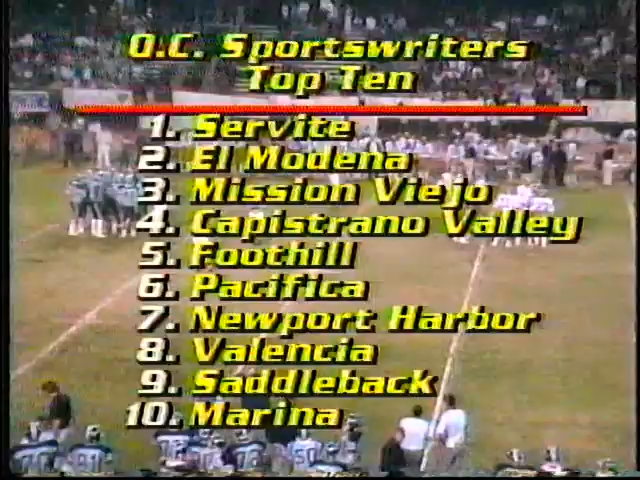 O.C. Sportswriters
Top Ten
1. Servite
2. El Modena
3. Mission Viejo
4. Capistrano Valley
5. Foothill
6. Pacifica
7. Newport Harbor
8. Valencia
9. Saddleback
10. Marina